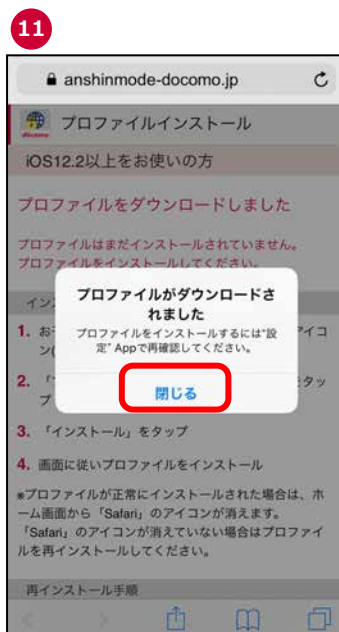 11
anshinmode-docomo.jp
プロファイルインストール
iOS12.2以上をお使いの方
プロファイルをダウンロードしました
プロファイルはまだインストールされていません。
プロファイルをインストールしてください。
イン
プロファイルがダウンロードさ
れました
プロファイルをインストールするには"設
定" Appで再確認してください。
閉じる
1. お
アイコ
ン(
2. 「
をタッ
プ
3. 「インストール」をタップ
4. 画面に従いプロファイルをインストール
※プロファイルが正常にインストールされた場合は、ホ
ーム画面から「Safari」のアイコンが消えます。
「Safari」のアイコンが消えていない場合はプロファイ
ルを再インストールしてください。
再インストール手順